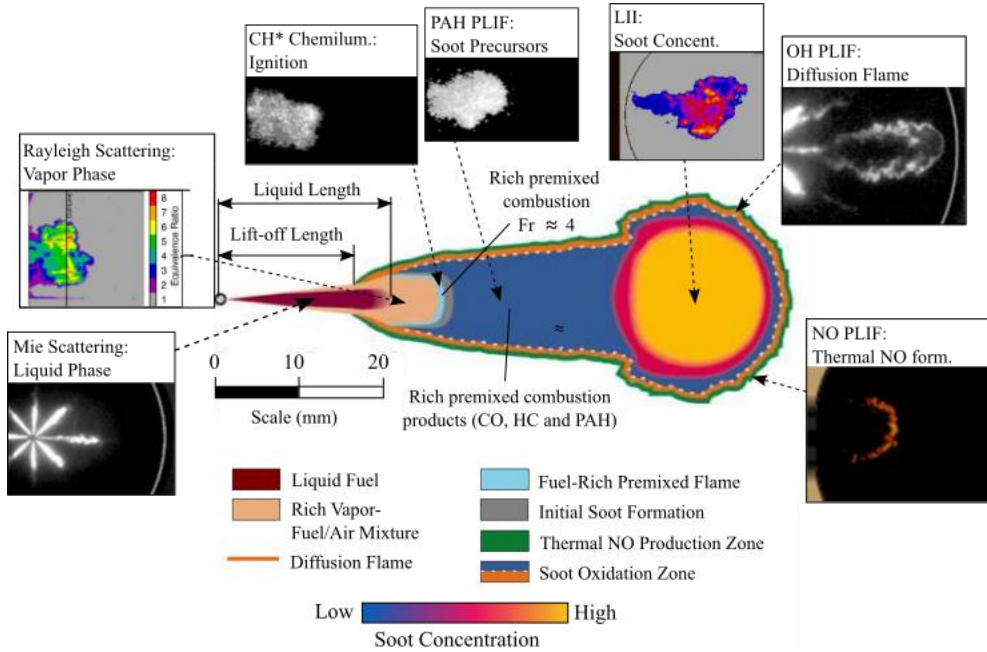 CH* Chemilum.:
Ignition
PAH PLIF:
Soot Precursors
LII:
Soot Concent.
OH PLIF:
Diffusion Flame
Rayleigh Scattering:
Vapor Phase
8
7
6
5
4
3
2
1
Equivalence Ratio
Liquid Length
Lift-off Length
Rich premixed
combustion
Fr ≈ 4
≈
Mie Scattering:
Liquid Phase
NO PLIF:
Thermal NO form.
0
10
20
Scale (mm)
Rich premixed combustion
products (CO, HC and PAH)
Liquid Fuel
Rich Vapor-
Fuel/Air Mixture
Diffusion Flame
Fuel-Rich Premixed Flame
Initial Soot Formation
Thermal NO Production Zone
Soot Oxidation Zone
Low
High
Soot Concentration